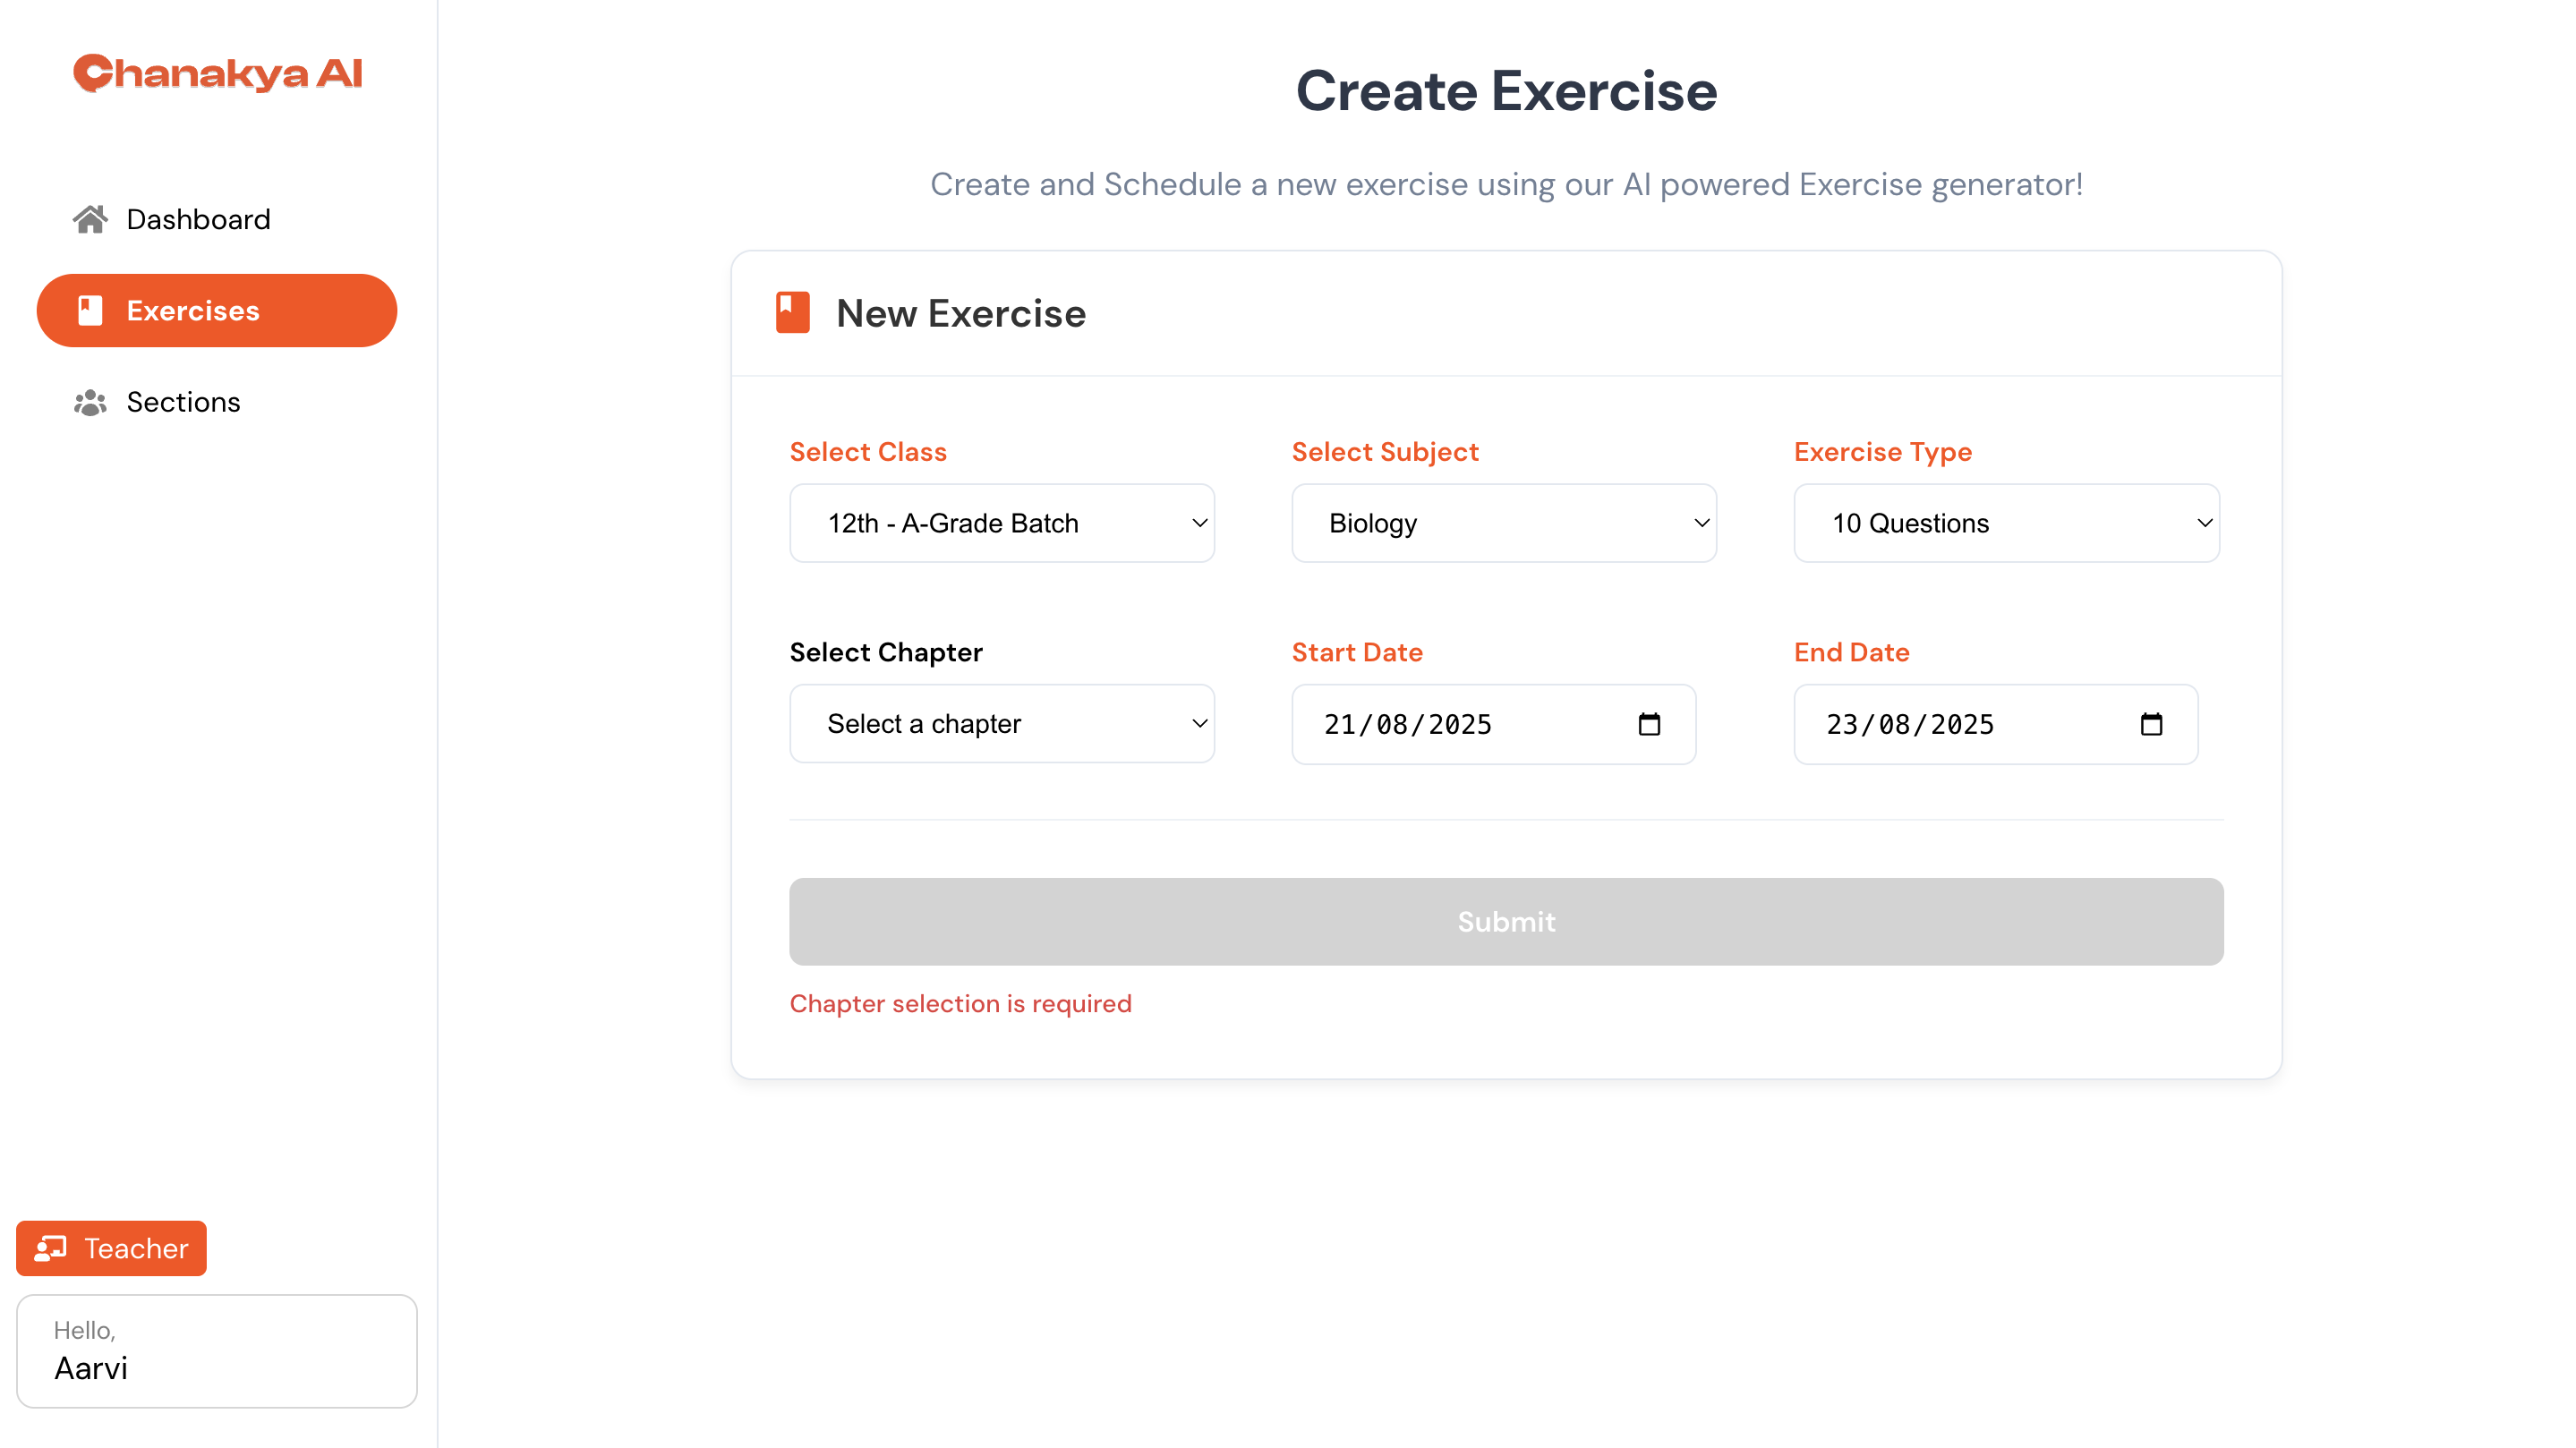 Chanakya AI
Dashboard
Exercises
Sections
Teacher
Hello,
Aarvi
Create Exercise
Create and Schedule a new exercise using our AI powered Exercise generator!
New Exercise
Select Class
12th - A-Grade Batch
Select Subject
Biology
Exercise Type
10 Questions
Select Chapter
Select a chapter
Start Date
21/08/2025
End Date
23/08/2025
Submit
Chapter selection is required